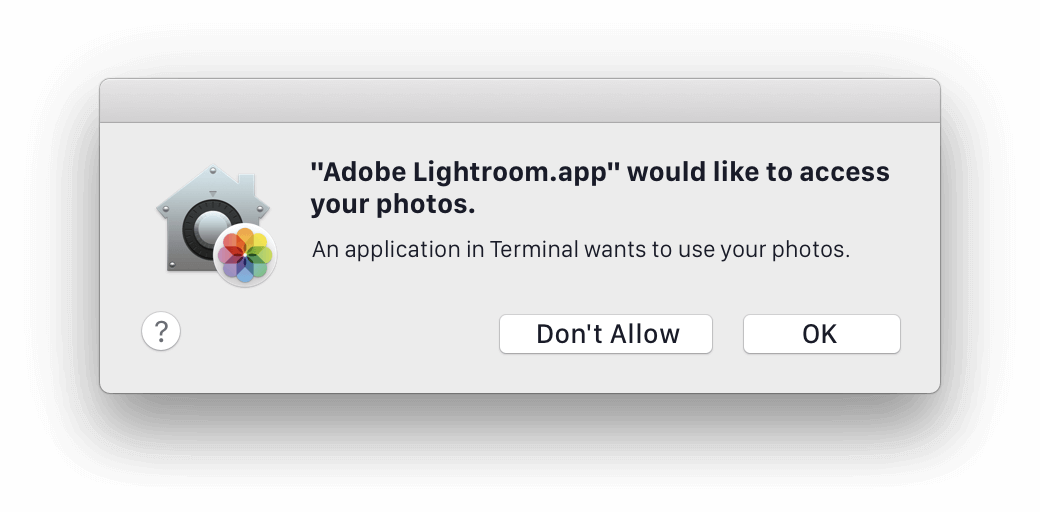 "Adobe Lightroom.app" would like to access
your photos.
An application in Terminal wants to use your photos.
?
Don't Allow
OK